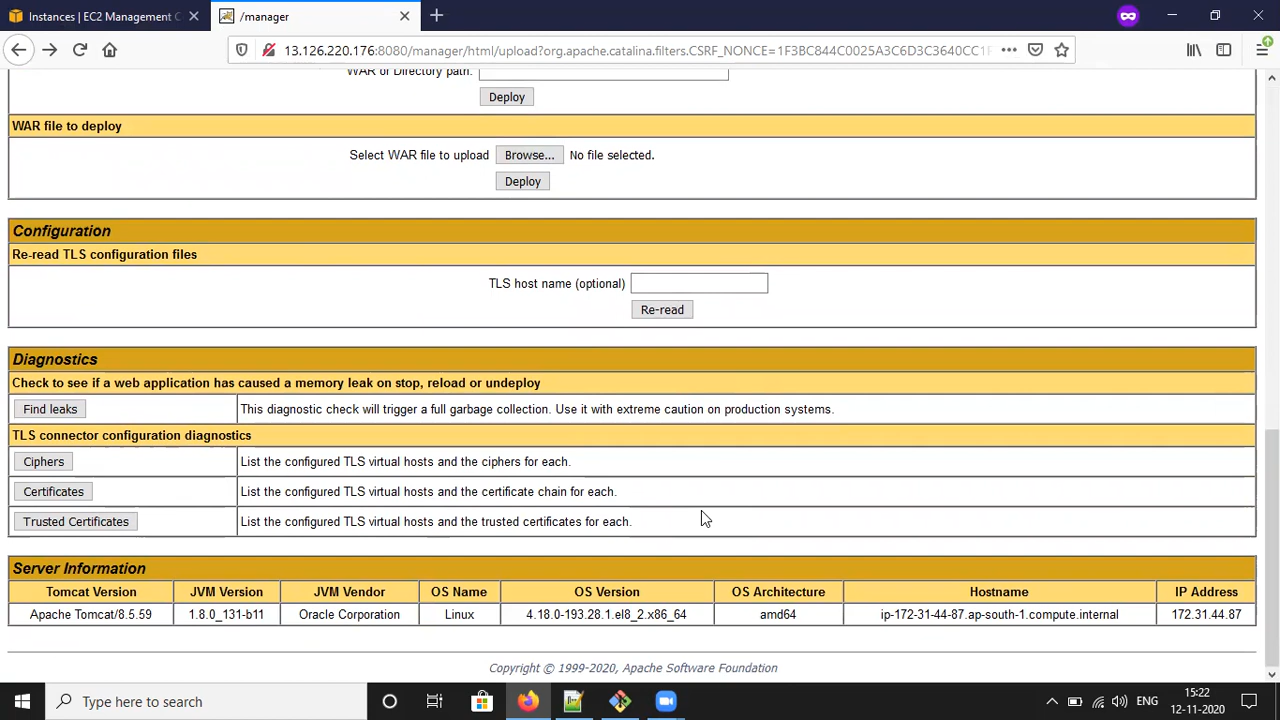 Instances | EC2 Management C
/manager
13.126.220.176:8080/manager/html/upload?org.apache.catalina.filters.CSRF_NONCE=1F3BC844C0025A3C6D3C3640CC1F
WAR or Directory path:
Deploy
WAR file to deploy
Select WAR file to upload Browse... No file selected.
Deploy
Configuration
Re-read TLS configuration files
TLS host name (optional)
Re-read
Diagnostics
Check to see if a web application has caused a memory leak on stop, reload or undeploy
Find leaks This diagnostic check will trigger a full garbage collection. Use it with extreme caution on production systems.
TLS connector configuration diagnostics
Ciphers List the configured TLS virtual hosts and the ciphers for each.
Certificates List the configured TLS virtual hosts and the certificate chain for each.
Trusted Certificates List the configured TLS virtual hosts and the trusted certificates for each.
Server Information
Tomcat Version JVM Version JVM Vendor OS Name OS Version OS Architecture Hostname IP Address
Apache Tomcat/8.5.59 1.8.0_131-b11 Oracle Corporation Linux 4.18.0-193.28.1.el8_2.x86_64 amd64 ip-172-31-44-87.ap-south-1.compute.internal 172.31.44.87
Copyright © 1999-2020, Apache Software Foundation
Type here to search
ENG
15:22
12-11-2020